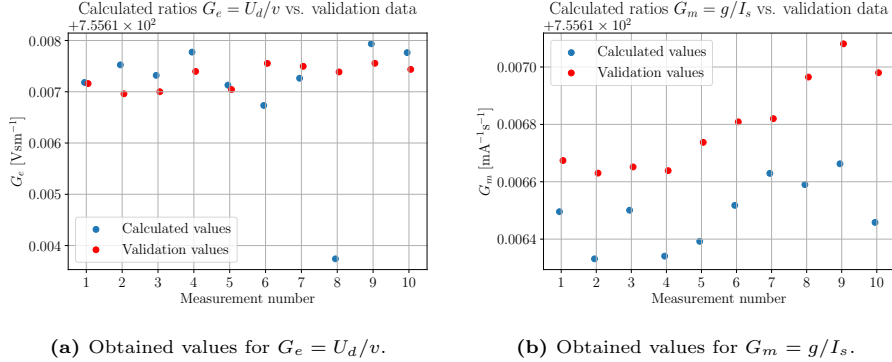 Calculated ratios G_e = U_d/v vs. validation data
+7.5561 × 10^2
0.008
0.007
0.006
0.005
0.004
G_e [Vsm^−1]
Calculated values
Validation values
1 2 3 4 5 6 7 8 9 10
Measurement number
(a) Obtained values for G_e = U_d/v.
Calculated ratios G_m = g/I_s vs. validation data
+7.5561 × 10^2
0.0070
0.0068
0.0066
0.0064
G_m [mA^−1s^−1]
Calculated values
Validation values
1 2 3 4 5 6 7 8 9 10
Measurement number
(b) Obtained values for G_m = g/I_s.